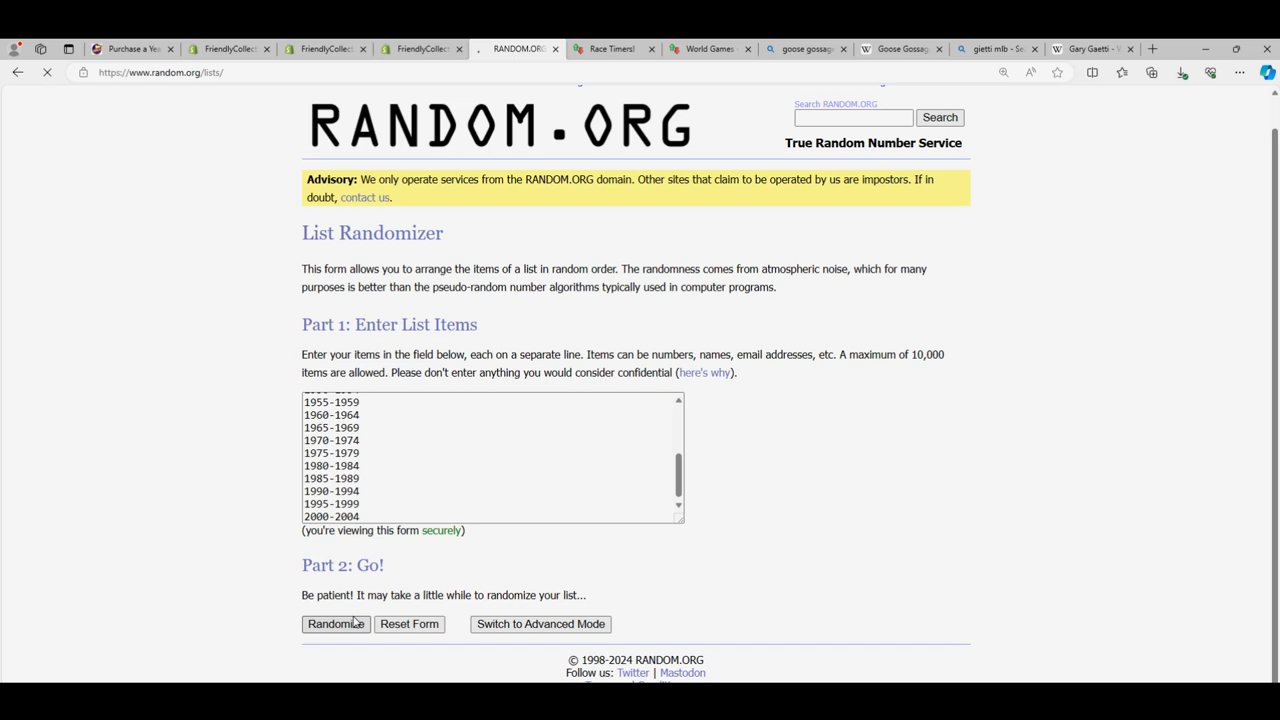 Purchase a Yea
FriendlyCollect
FriendlyCollect
FriendlyCollect
RANDOM.ORG
Race Timers!
World Games
goose gossag
Goose Gossag
gietti mlb - Se
Gary Gaetti - W
https://www.random.org/lists/
RANDOM.ORG
Search RANDOM.ORG
Search
True Random Number Service
Advisory: We only operate services from the RANDOM.ORG domain. Other sites that claim to be operated by us are impostors. If in
doubt, contact us.
List Randomizer
This form allows you to arrange the items of a list in random order. The randomness comes from atmospheric noise, which for many
purposes is better than the pseudo-random number algorithms typically used in computer programs.
Part 1: Enter List Items
Enter your items in the field below, each on a separate line. Items can be numbers, names, email addresses, etc. A maximum of 10,000
items are allowed. Please don't enter anything you would consider confidential (here's why).
1955-1959
1960-1964
1965-1969
1970-1974
1975-1979
1980-1984
1985-1989
1990-1994
1995-1999
2000-2004
(you're viewing this form securely)
Part 2: Go!
Be patient! It may take a little while to randomize your list...
Randomize
Reset Form
Switch to Advanced Mode
© 1998-2024 RANDOM.ORG
Follow us: Twitter | Mastodon